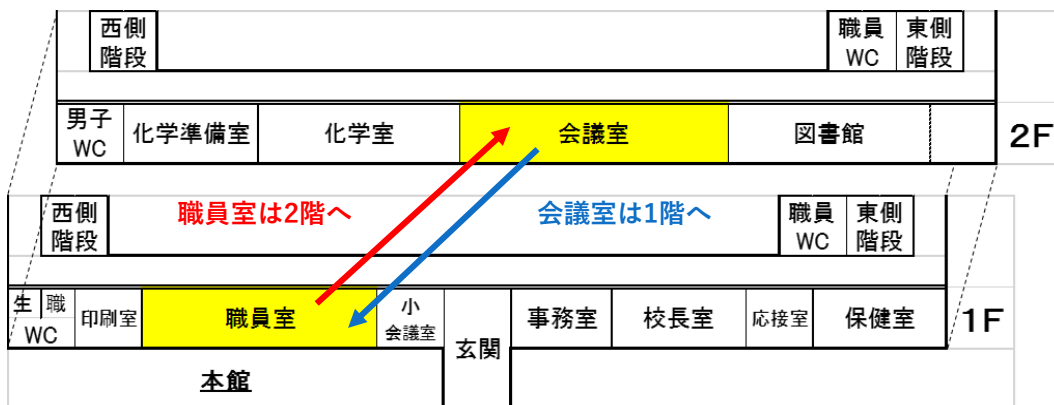 西側
階段
職員
WC
東側
階段
男子
WC
化学準備室
化学室
会議室
図書館
2F
西側
階段
職員室は2階へ
会議室は1階へ
職員
WC
東側
階段
生 職
WC
印刷室
職員室
小
会議室
玄関
事務室
校長室
応接室
保健室
1F
本館